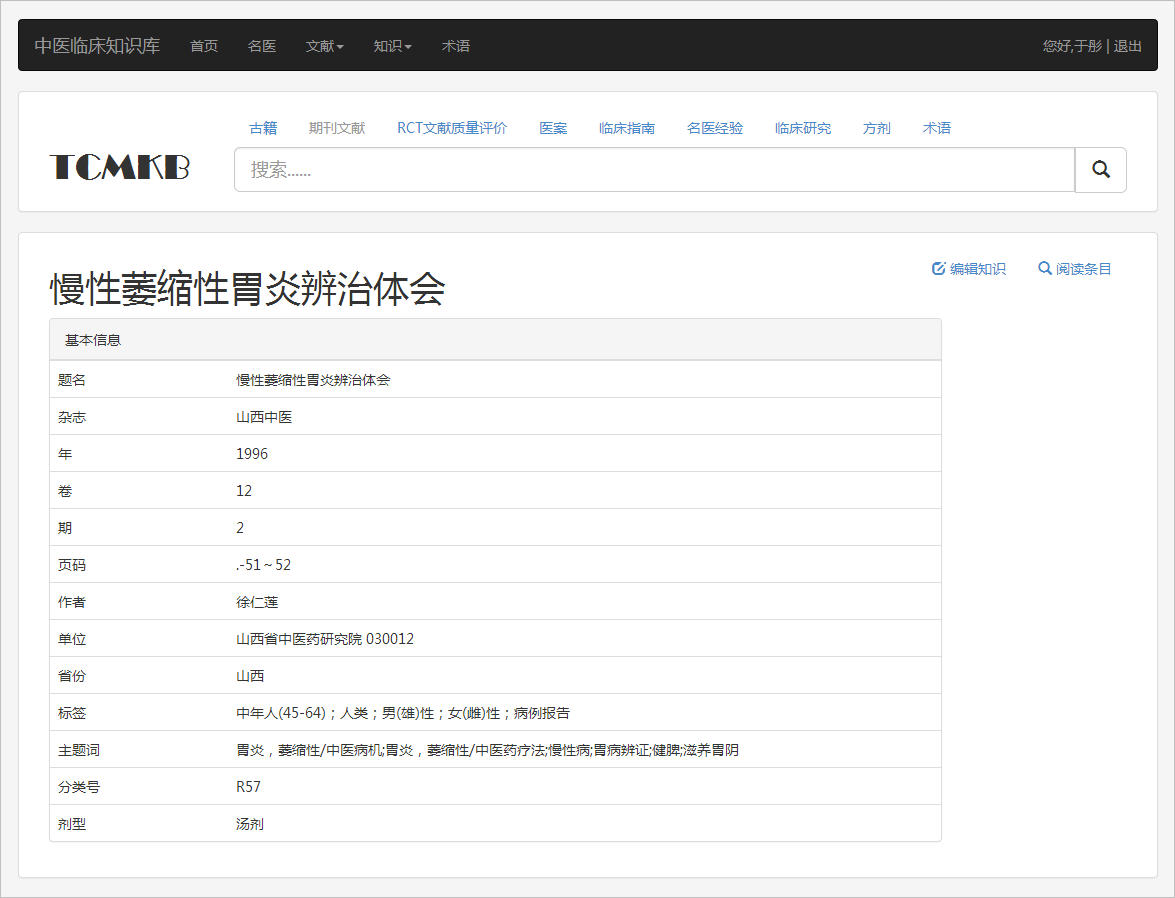 中医临床知识库 首页 名医 文献 知识 术语 您好,于彤 | 退出
古籍 期刊文献 RCT文献质量评价 医案 临床指南 名医经验 临床研究 方剂 术语
TCMKB 搜索......
慢性萎缩性胃炎辨治体会 编辑知识 阅读条目
基本信息
题名 慢性萎缩性胃炎辨治体会
杂志 山西中医
年 1996
卷 12
期 2
页码 .-51～52
作者 徐仁莲
单位 山西省中医药研究院 030012
省份 山西
标签 中年人(45-64)；人类；男(雄)性；女(雌)性；病例报告
主题词 胃炎，萎缩性/中医病机;胃炎，萎缩性/中医药疗法;慢性病;胃病辨证;健脾;滋养胃阴
分类号 R57
剂型 汤剂